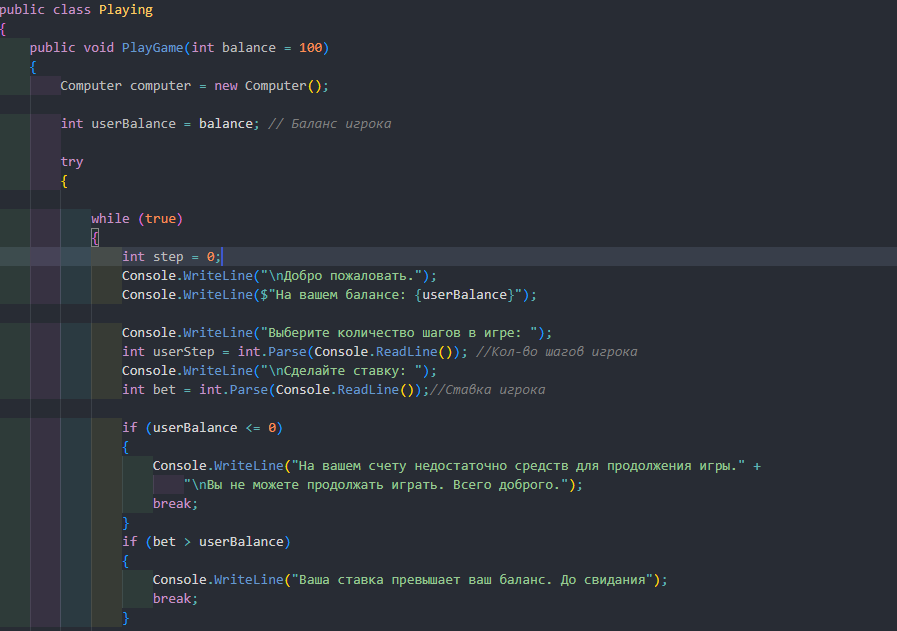 public class Playing
{
public void PlayGame(int balance = 100)
{
Computer computer = new Computer();
int userBalance = balance; // Баланс игрока
try
{
while (true)
{
int step = 0;
Console.WriteLine("\nДобро пожаловать.");
Console.WriteLine($"На вашем балансе: {userBalance}");
Console.WriteLine("Выберите количество шагов в игре: ");
int userStep = int.Parse(Console.ReadLine()); //Кол-во шагов игрока
Console.WriteLine("\nСделайте ставку: ");
int bet = int.Parse(Console.ReadLine());//Ставка игрока
if (userBalance <= 0)
{
Console.WriteLine("На вашем счету недостаточно средств для продолжения игры." +
"\nВы не можете продолжать играть. Всего доброго.");
break;
}
if (bet > userBalance)
{
Console.WriteLine("Ваша ставка превышает ваш баланс. До свидания");
break;
}